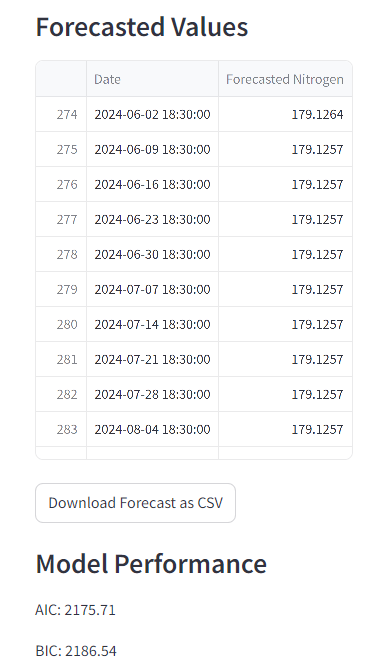 Forecasted Values
Date Forecasted Nitrogen
274 2024-06-02 18:30:00 179.1264
275 2024-06-09 18:30:00 179.1257
276 2024-06-16 18:30:00 179.1257
277 2024-06-23 18:30:00 179.1257
278 2024-06-30 18:30:00 179.1257
279 2024-07-07 18:30:00 179.1257
280 2024-07-14 18:30:00 179.1257
281 2024-07-21 18:30:00 179.1257
282 2024-07-28 18:30:00 179.1257
283 2024-08-04 18:30:00 179.1257
Download Forecast as CSV
Model Performance
AIC: 2175.71
BIC: 2186.54